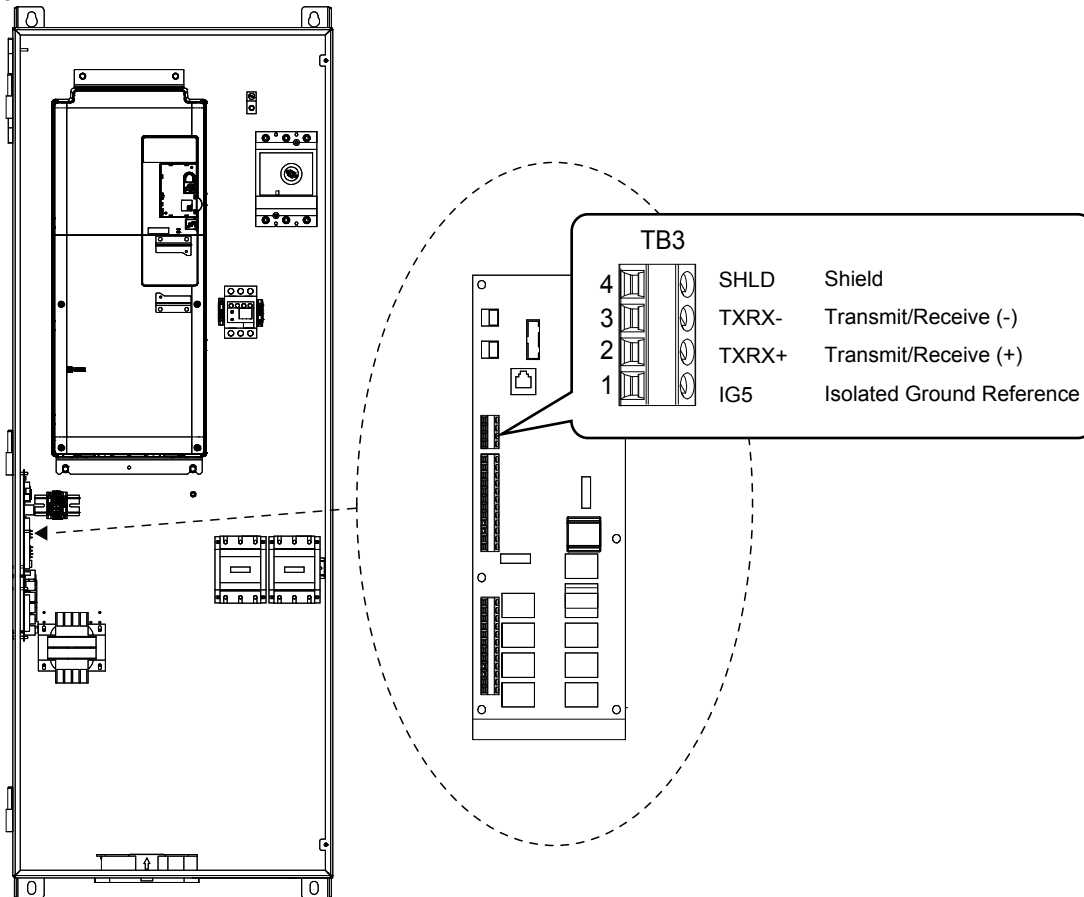 TB3
4 SHLD Shield
3 TXRX- Transmit/Receive (-)
2 TXRX+ Transmit/Receive (+)
1 IG5 Isolated Ground Reference